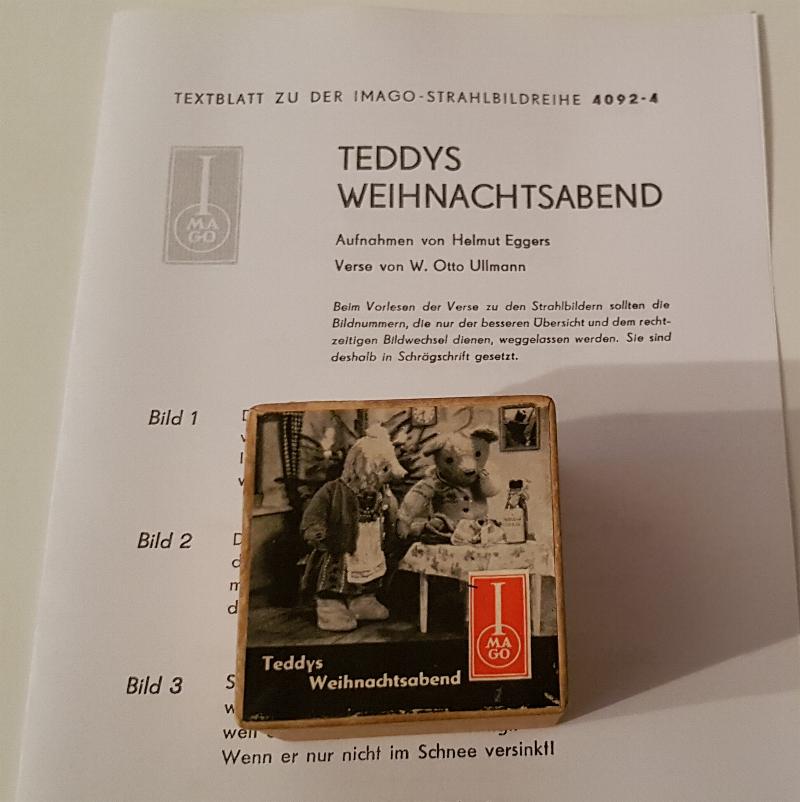 TEXTBLATT ZU DER IMAGO-STRAHLBILDREIHE 4092-4
I
MA
GO
TEDDYS
WEIHNACHTSABEND
Aufnahmen von Helmut Eggers
Verse von W. Otto Ullmann
Beim Vorlesen der Verse zu den Strahlbildern sollten die
Bildnummern, die nur der besseren Übersicht und dem recht-
zeitigen Bildwechsel dienen, weggelassen werden. Sie sind
deshalb in Schrägschrift gesetzt.
Bild 1
Bild 2
Bild 3
Wenn er nur nicht im Schnee versinkt!
Teddys
Weihnachtsabend
I
MA
GO